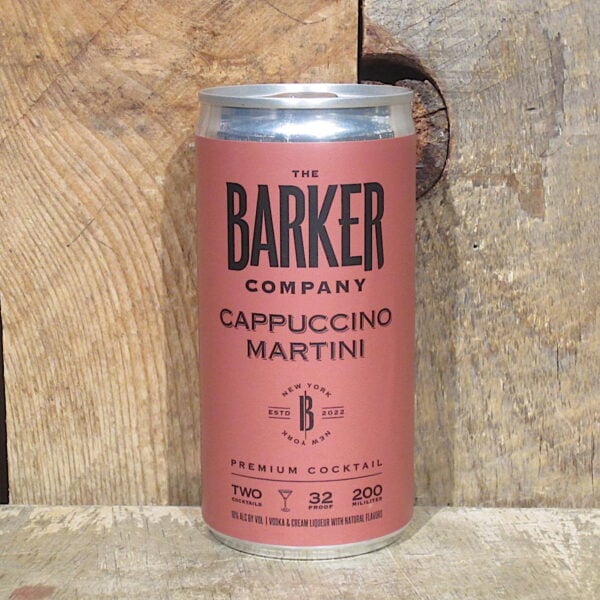 THE
BARKER
COMPANY
CAPPUCCINO
MARTINI
NEW YORK
ESTD B 2022
NEW YORK
PREMIUM COCKTAIL
TWO 32 200
COCKTAILS PROOF MILILITES
16% ALC BY VOL | VODKA & CREAM LIQUEUR WITH NATURAL FLAVORS